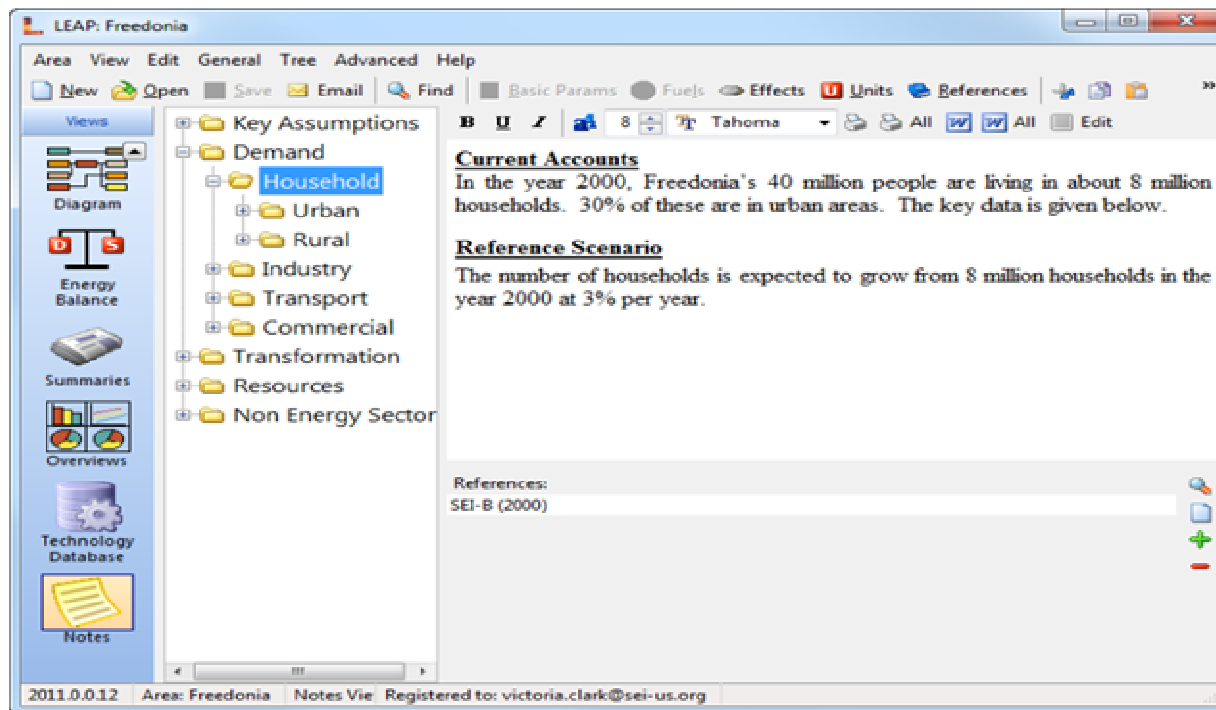 LEAP: Freedonia
Area View Edit General Tree Advanced Help
New Open Save Email Find Basic Params Fuels Effects Units References
Views
Diagram
Energy
Balance
Summaries
Overviews
Technology
Database
Notes
Key Assumptions
Demand
Household
Urban
Rural
Industry
Transport
Commercial
Transformation
Resources
Non Energy Sector
B U I 8 Tahoma All All Edit
Current Accounts
In the year 2000, Freedonia's 40 million people are living in about 8 million
households. 30% of these are in urban areas. The key data is given below.
Reference Scenario
The number of households is expected to grow from 8 million households in the
year 2000 at 3% per year.
References:
SEI-B (2000)
2011.0.0.12 Area: Freedonia Notes Vie Registered to: victoria.clark@sei-us.org